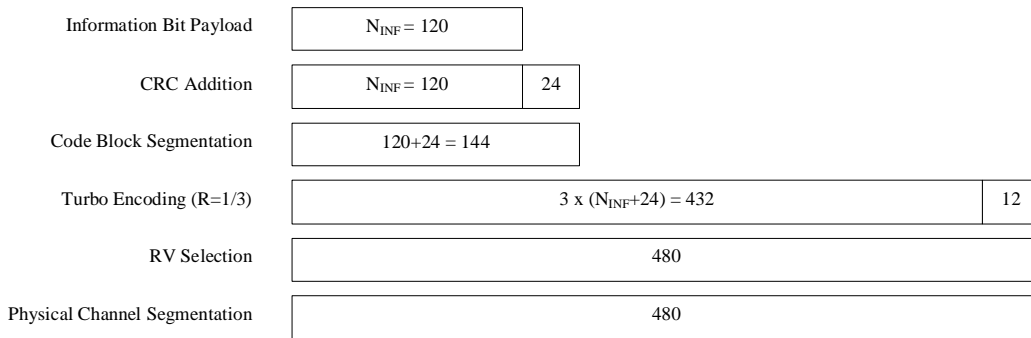 Information Bit Payload
N_INF = 120
CRC Addition
N_INF = 120
24
Code Block Segmentation
120+24 = 144
Turbo Encoding (R=1/3)
3 x (N_INF+24) = 432
12
RV Selection
480
Physical Channel Segmentation
480